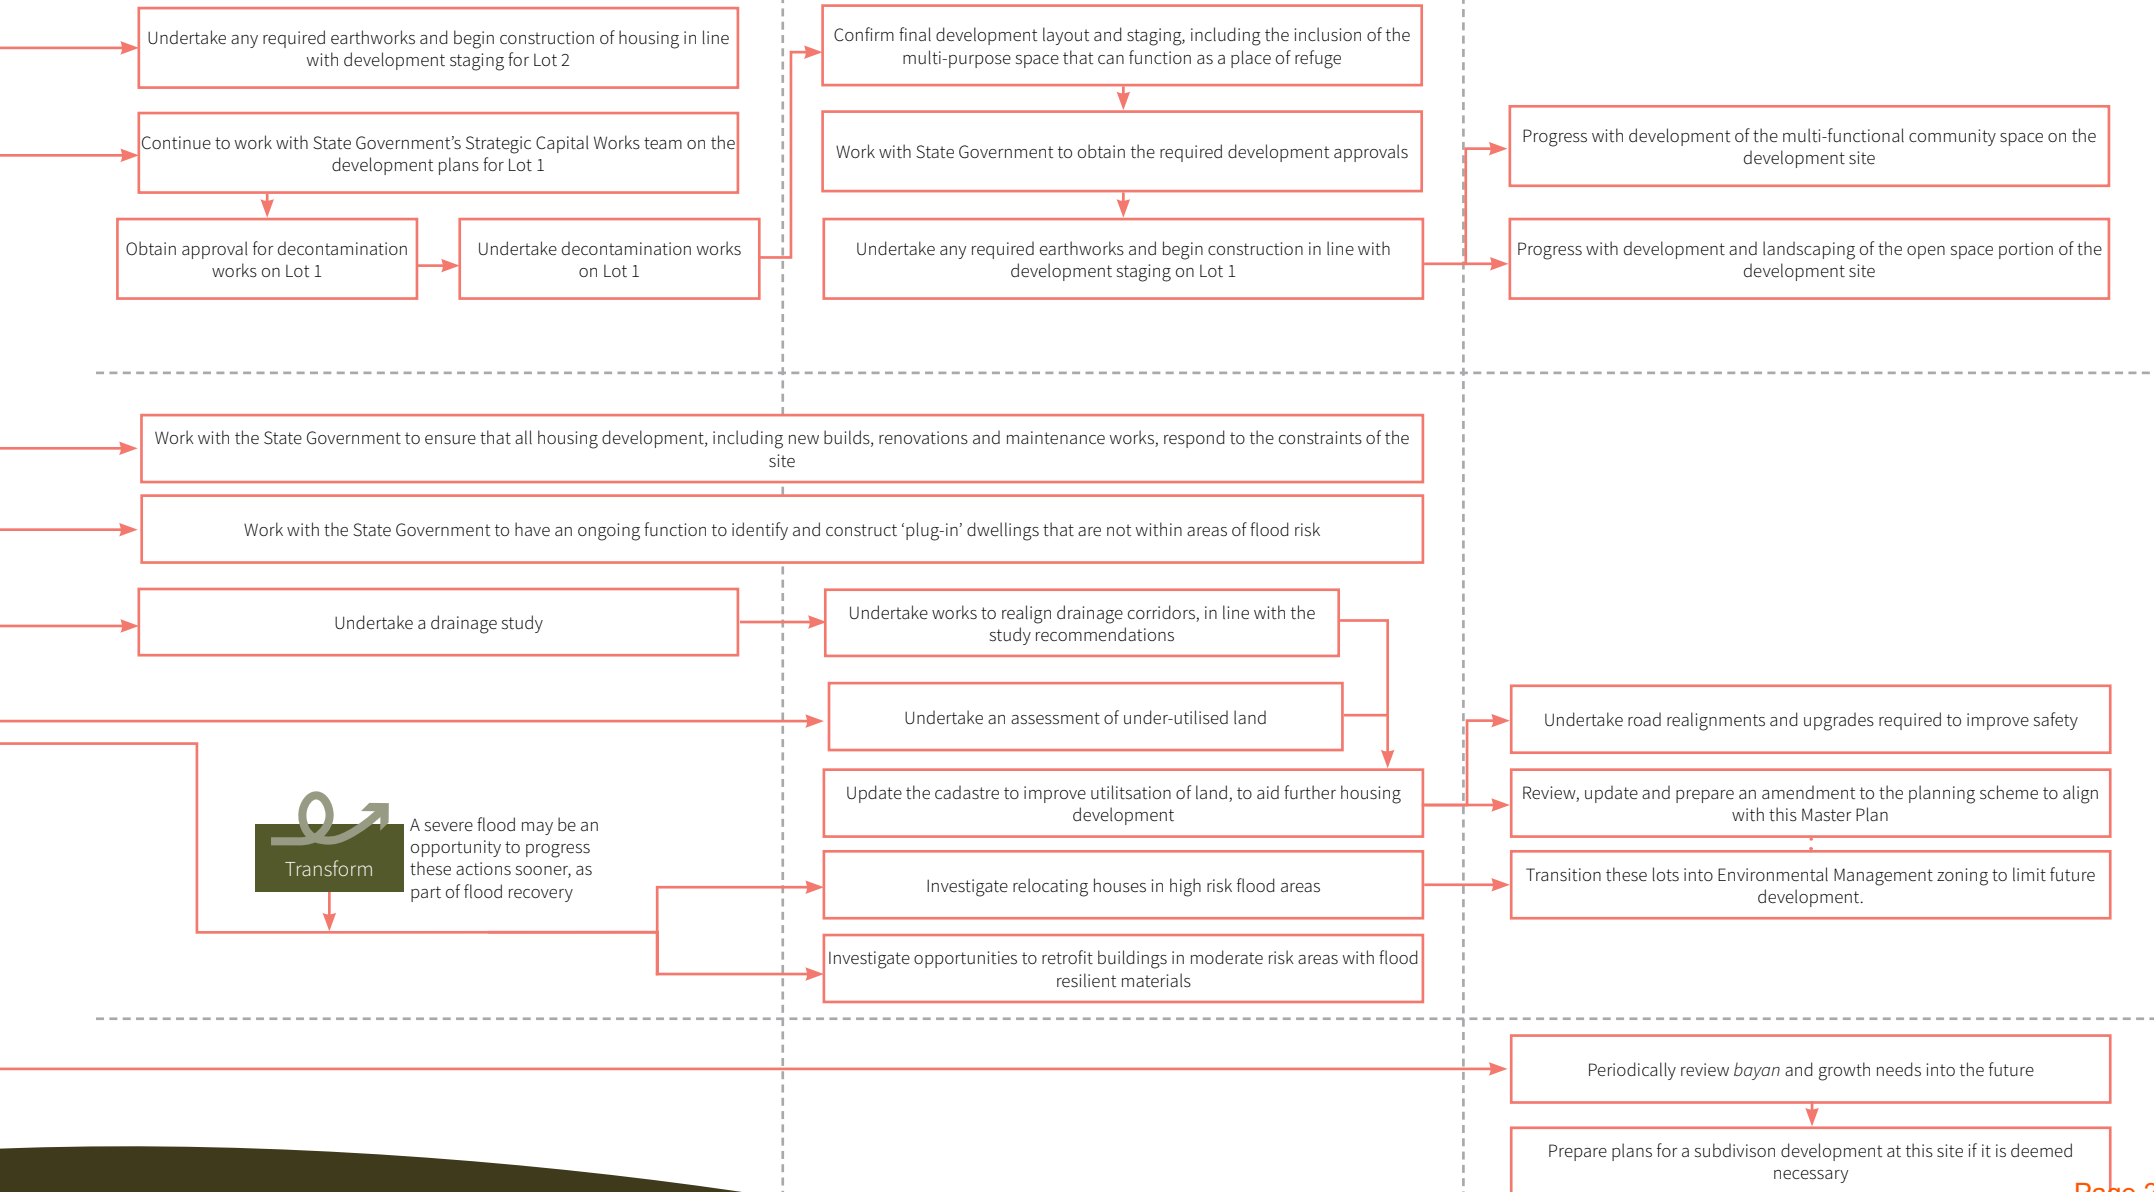 Undertake any required earthworks and begin construction of housing in line
with development staging for Lot 2
Continue to work with State Government’s Strategic Capital Works team on the
development plans for Lot 1
Obtain approval for decontamination
works on Lot 1
Undertake decontamination works
on Lot 1
Confirm final development layout and staging, including the inclusion of the
multi-purpose space that can function as a place of refuge
Work with State Government to obtain the required development approvals
Undertake any required earthworks and begin construction in line with
development staging on Lot 1
Progress with development of the multi-functional community space on the
development site
Progress with development and landscaping of the open space portion of the
development site
Work with the State Government to ensure that all housing development, including new builds, renovations and maintenance works, respond to the constraints of the
site
Work with the State Government to have an ongoing function to identify and construct ‘plug-in’ dwellings that are not within areas of flood risk
Undertake a drainage study
Undertake works to realign drainage corridors, in line with the
study recommendations
Undertake an assessment of under-utilised land
Update the cadastre to improve utilitsation of land, to aid further housing
development
Undertake road realignments and upgrades required to improve safety
Review, update and prepare an amendment to the planning scheme to align
with this Master Plan
Transform
A severe flood may be an
opportunity to progress
these actions sooner, as
part of flood recovery
Investigate relocating houses in high risk flood areas
Transition these lots into Environmental Management zoning to limit future
development.
Investigate opportunities to retrofit buildings in moderate risk areas with flood
resilient materials
Periodically review bayan and growth needs into the future
Prepare plans for a subdivison development at this site if it is deemed
necessary